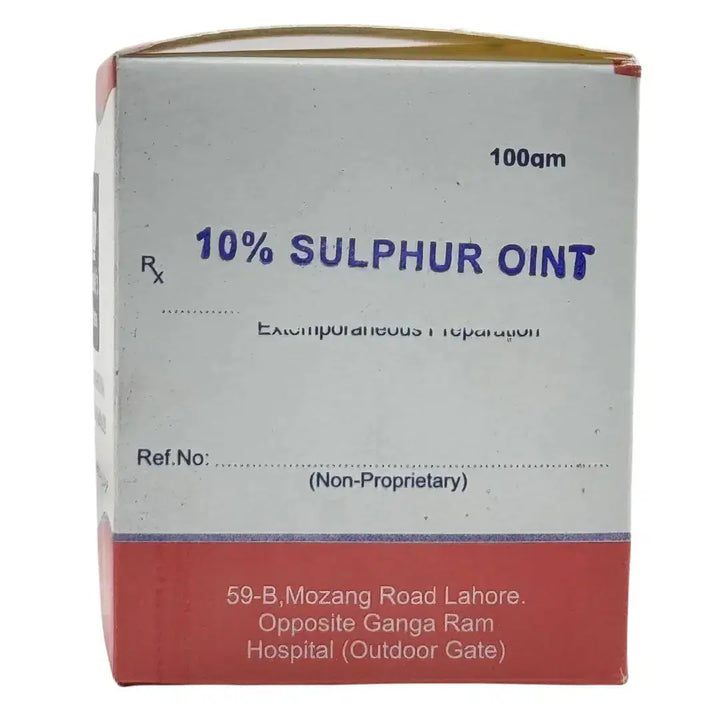 100gm
10% SULPHUR OINT
Rx
Extemporaneous Preparation
Ref.No:
(Non-Proprietary)
59-B,Mozang Road Lahore.
Opposite Ganga Ram
Hospital (Outdoor Gate)